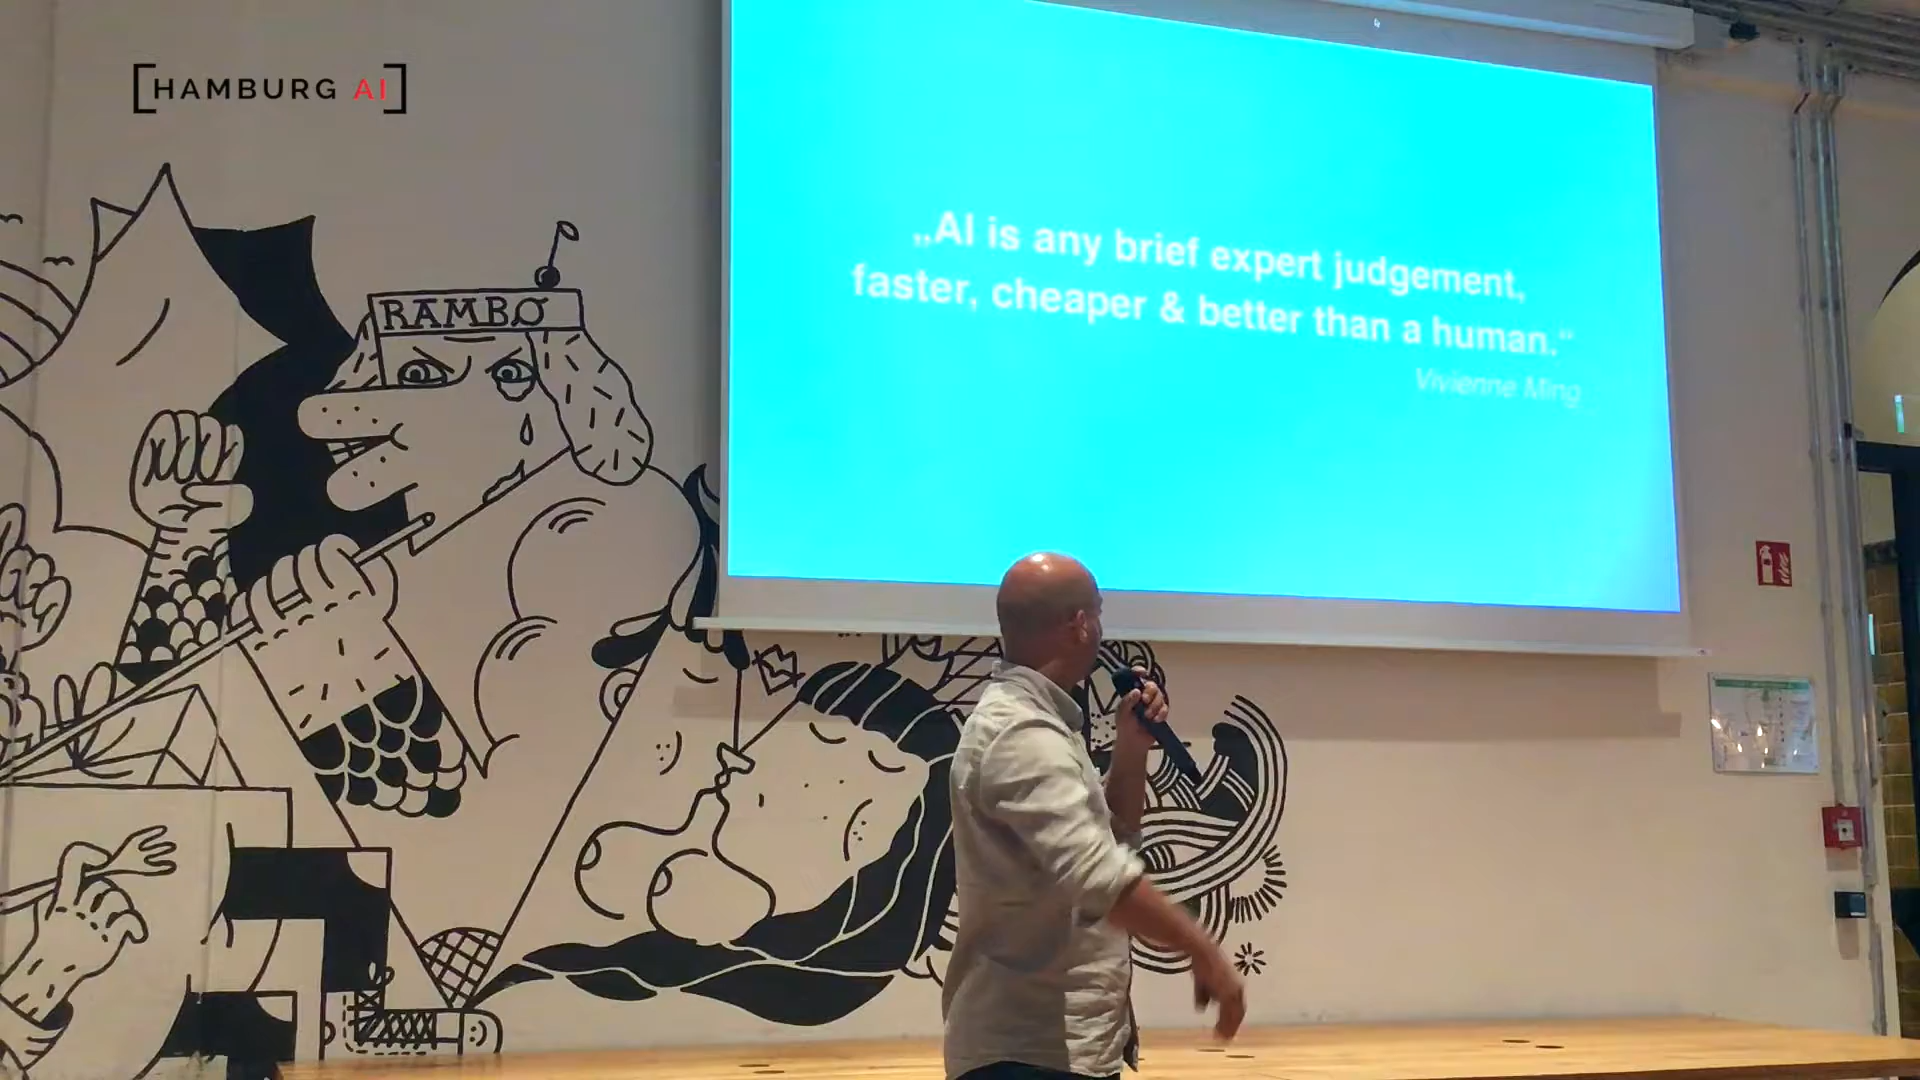 [HAMBURG AI]
RAMBO
„AI is any brief expert judgement,
faster, cheaper & better than a human.“
Vivienne Ming